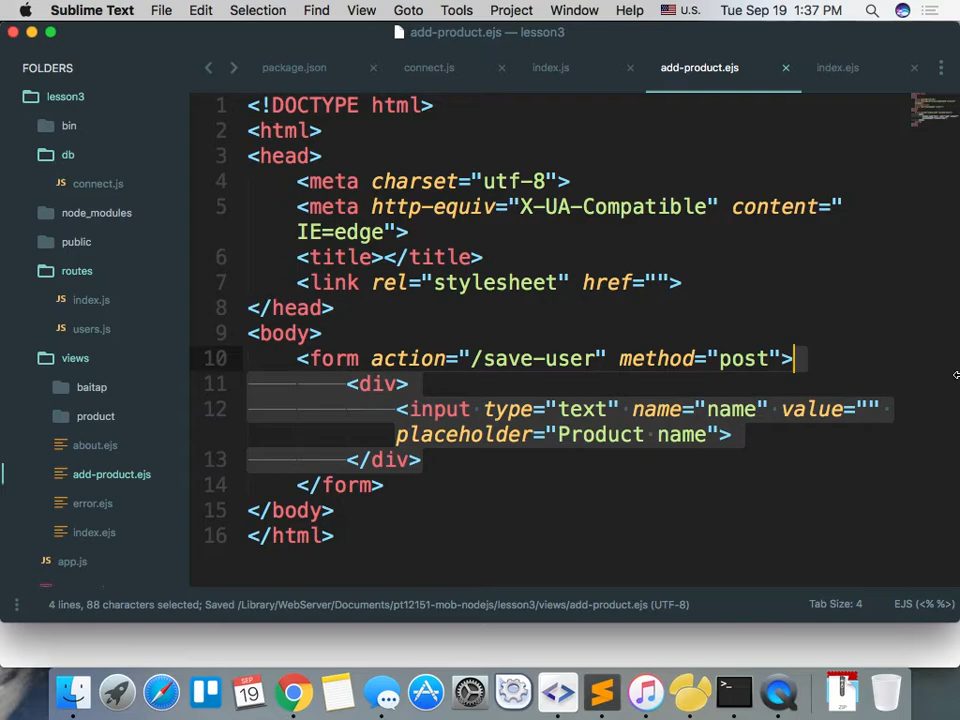 Sublime Text File Edit Selection Find View Goto Tools Project Window Help U.S. Tue Sep 19 1:37 PM
add-product.ejs — lesson3
FOLDERS
lesson3
bin
db
JS connect.js
node_modules
public
routes
JS index.js
JS users.js
views
baitap
product
about.ejs
add-product.ejs
error.ejs
index.ejs
JS app.js
package.json × connect.js × index.js × add-product.ejs × index.ejs ×
1 <!DOCTYPE html>
2 <html>
3 <head>
4 <meta charset="utf-8">
5 <meta http-equiv="X-UA-Compatible" content="
IE=edge">
6 <title></title>
7 <link rel="stylesheet" href="">
8 </head>
9 <body>
10 <form action="/save-user" method="post">
11 <div>
12 <input type="text" name="name" value=""
placeholder="Product name">
13 </div>
14 </form>
15 </body>
16 </html>
4 lines, 88 characters selected; Saved /Library/WebServer/Documents/pt12151-mob-nodejs/lesson3/views/add-product.ejs (UTF-8) Tab Size: 4 EJS (<% %>)
SEP
19
ZIP